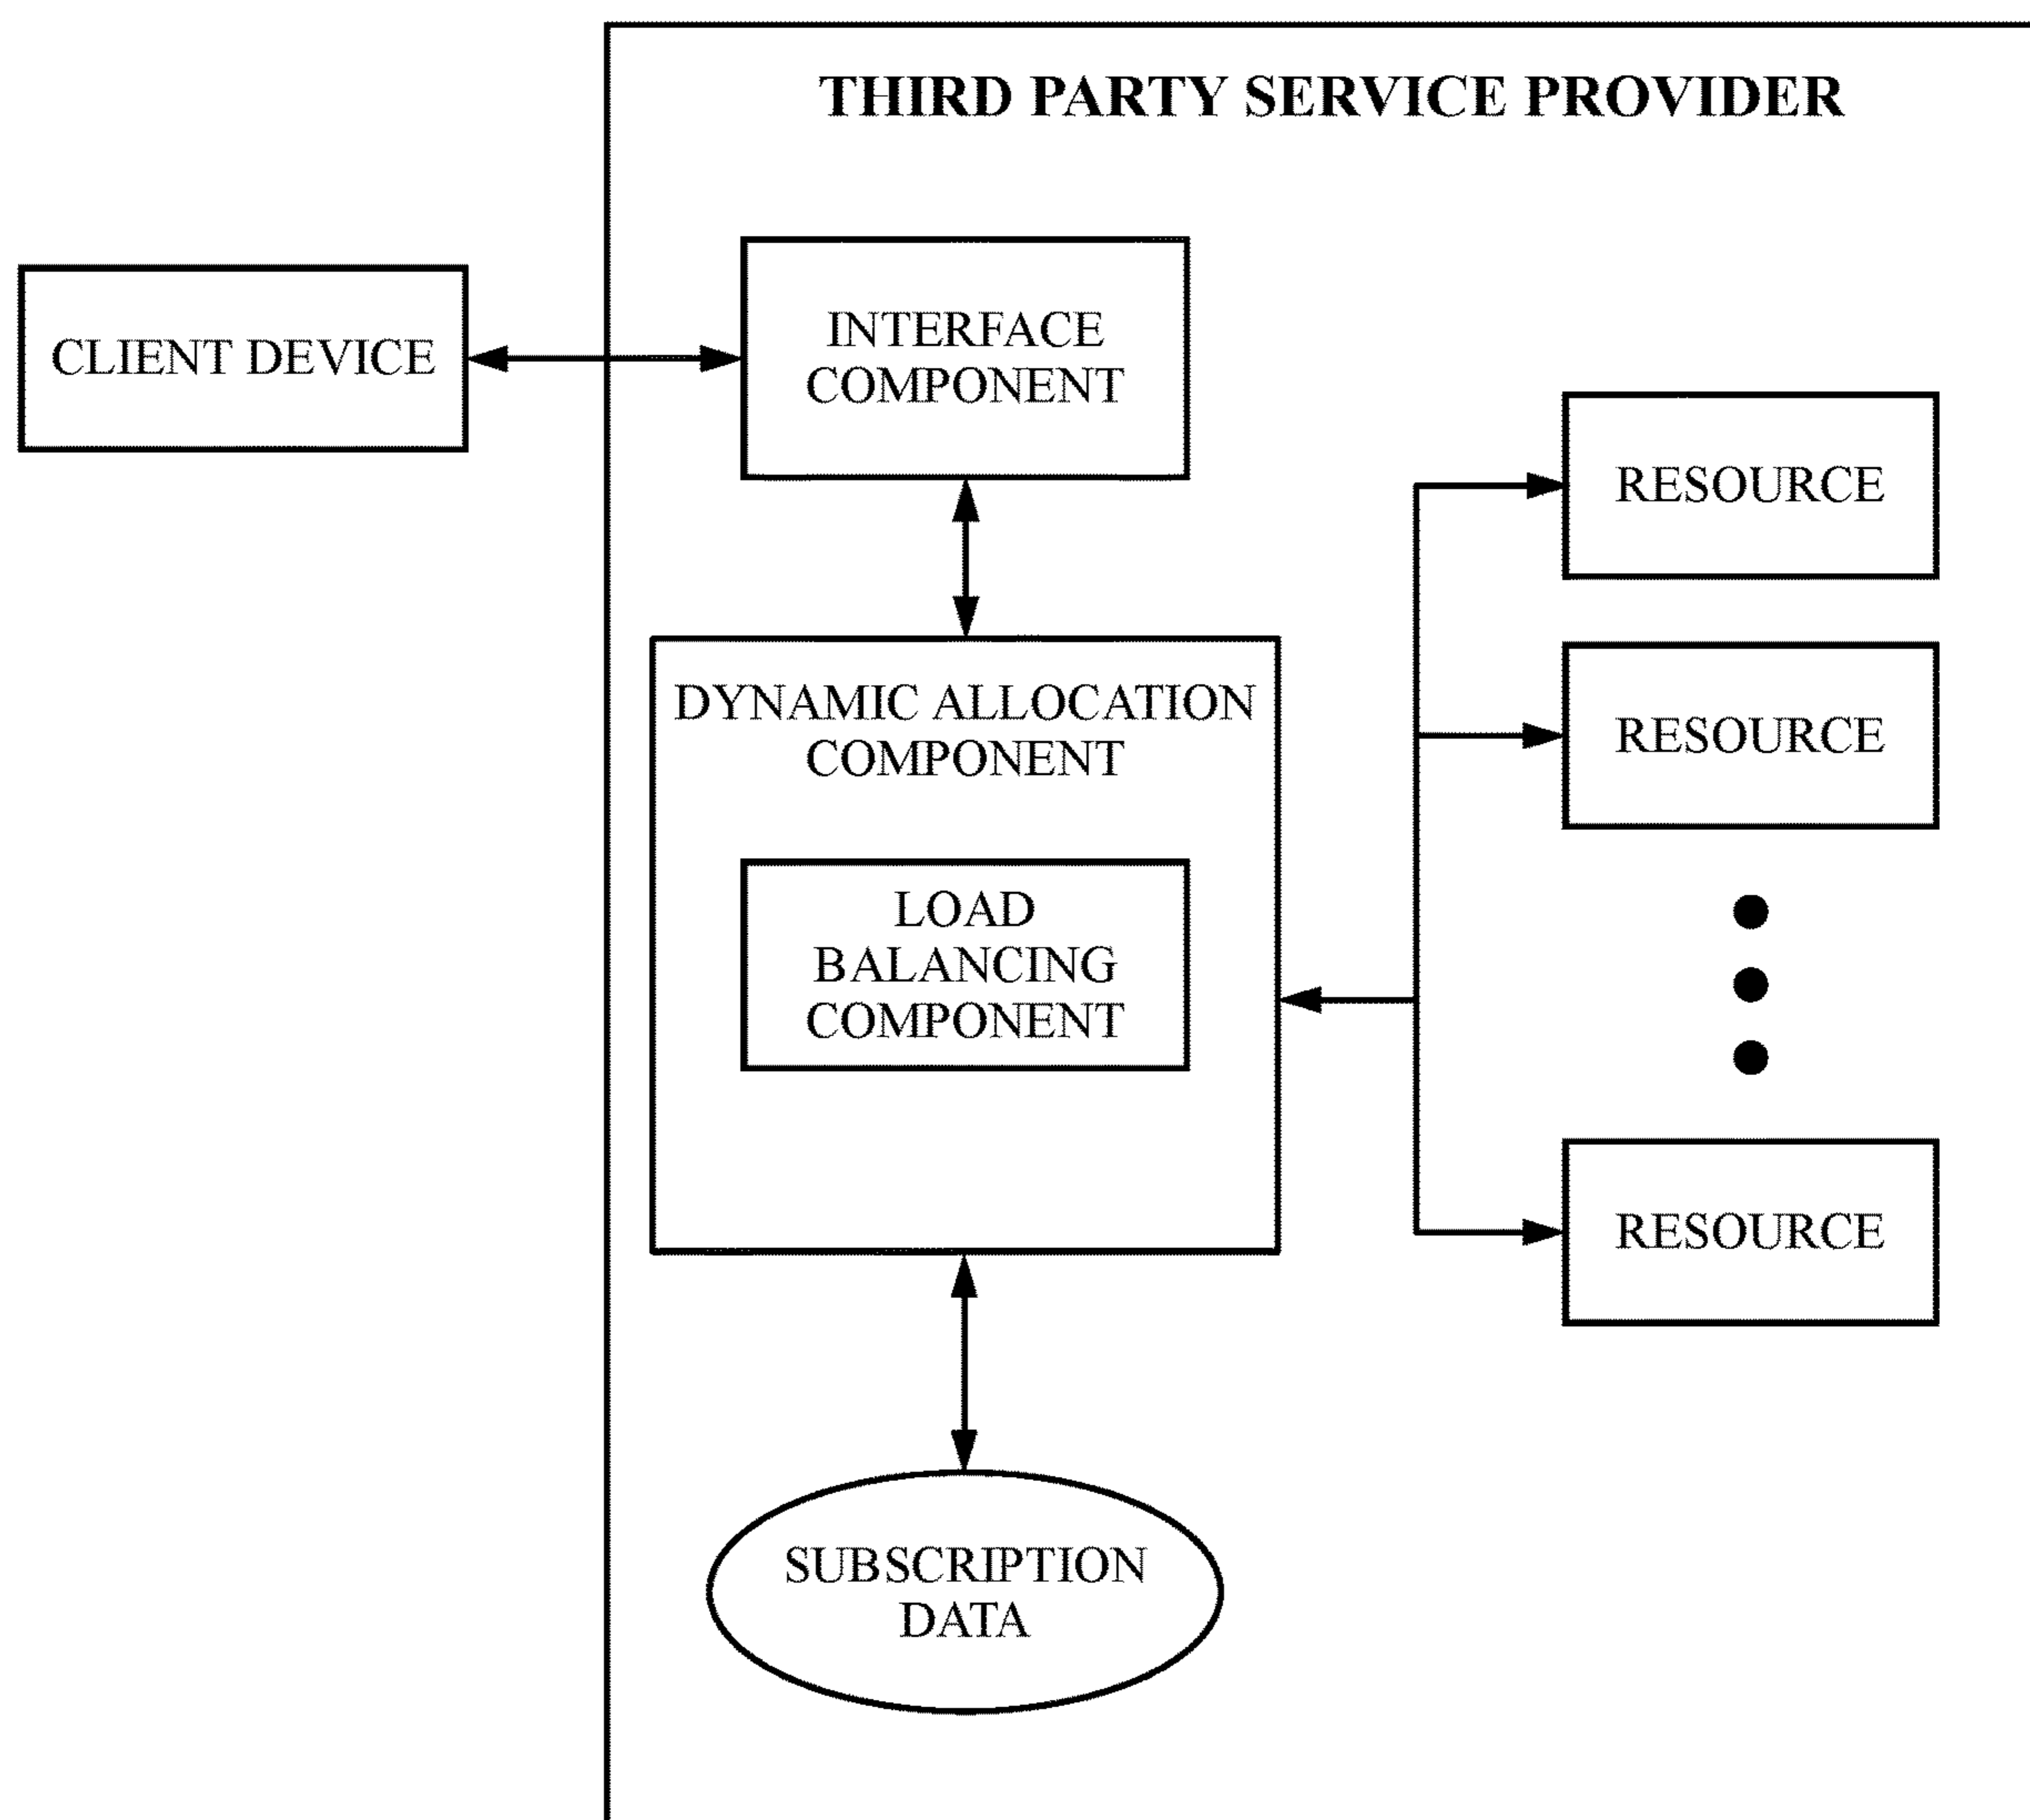 THIRD PARTY SERVICE PROVIDER
CLIENT DEVICE
INTERFACE
COMPONENT
RESOURCE
DYNAMIC ALLOCATION
COMPONENT
RESOURCE
LOAD
BALANCING
COMPONENT
RESOURCE
SUBSCRIPTION
DATA